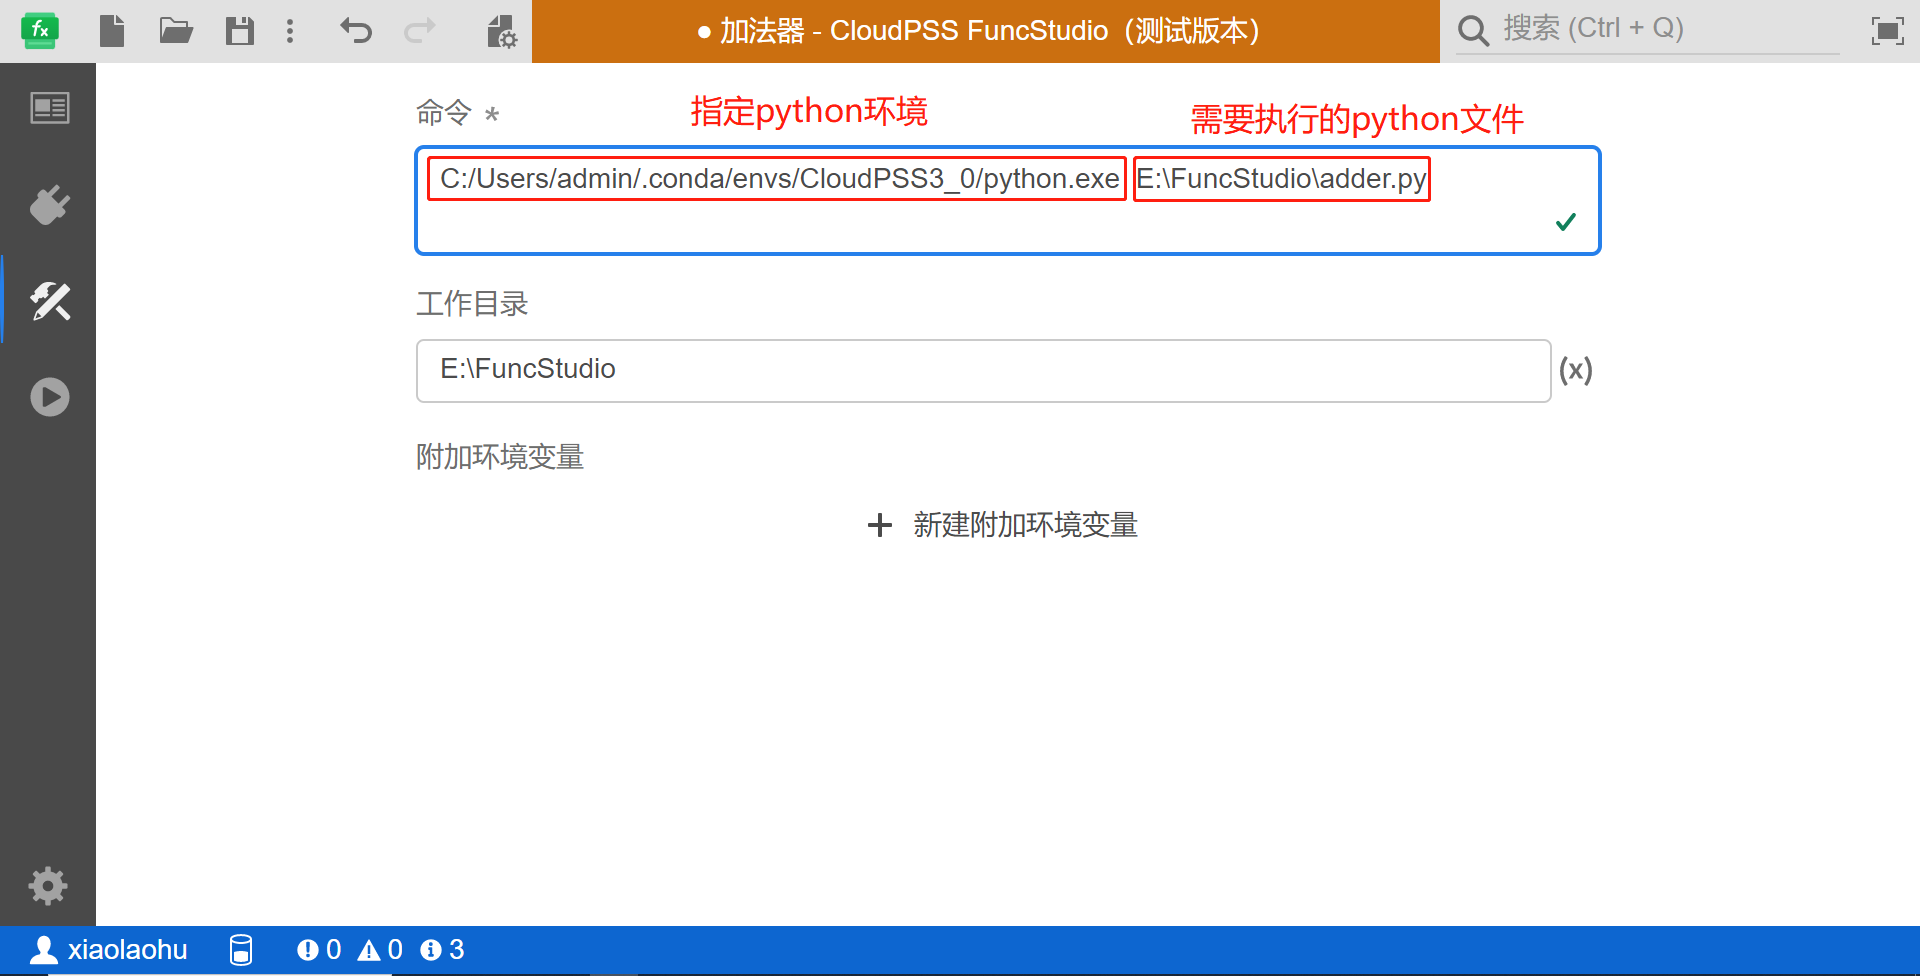 fx
● 加法器 - CloudPSS FuncStudio（测试版本）
搜索 (Ctrl + Q)
命令 *
指定python环境
需要执行的python文件
C:/Users/admin/.conda/envs/CloudPSS3_0/python.exe E:\FuncStudio\adder.py
工作目录
E:\FuncStudio
(x)
附加环境变量
+ 新建附加环境变量
xiaolaohu 0 0 3